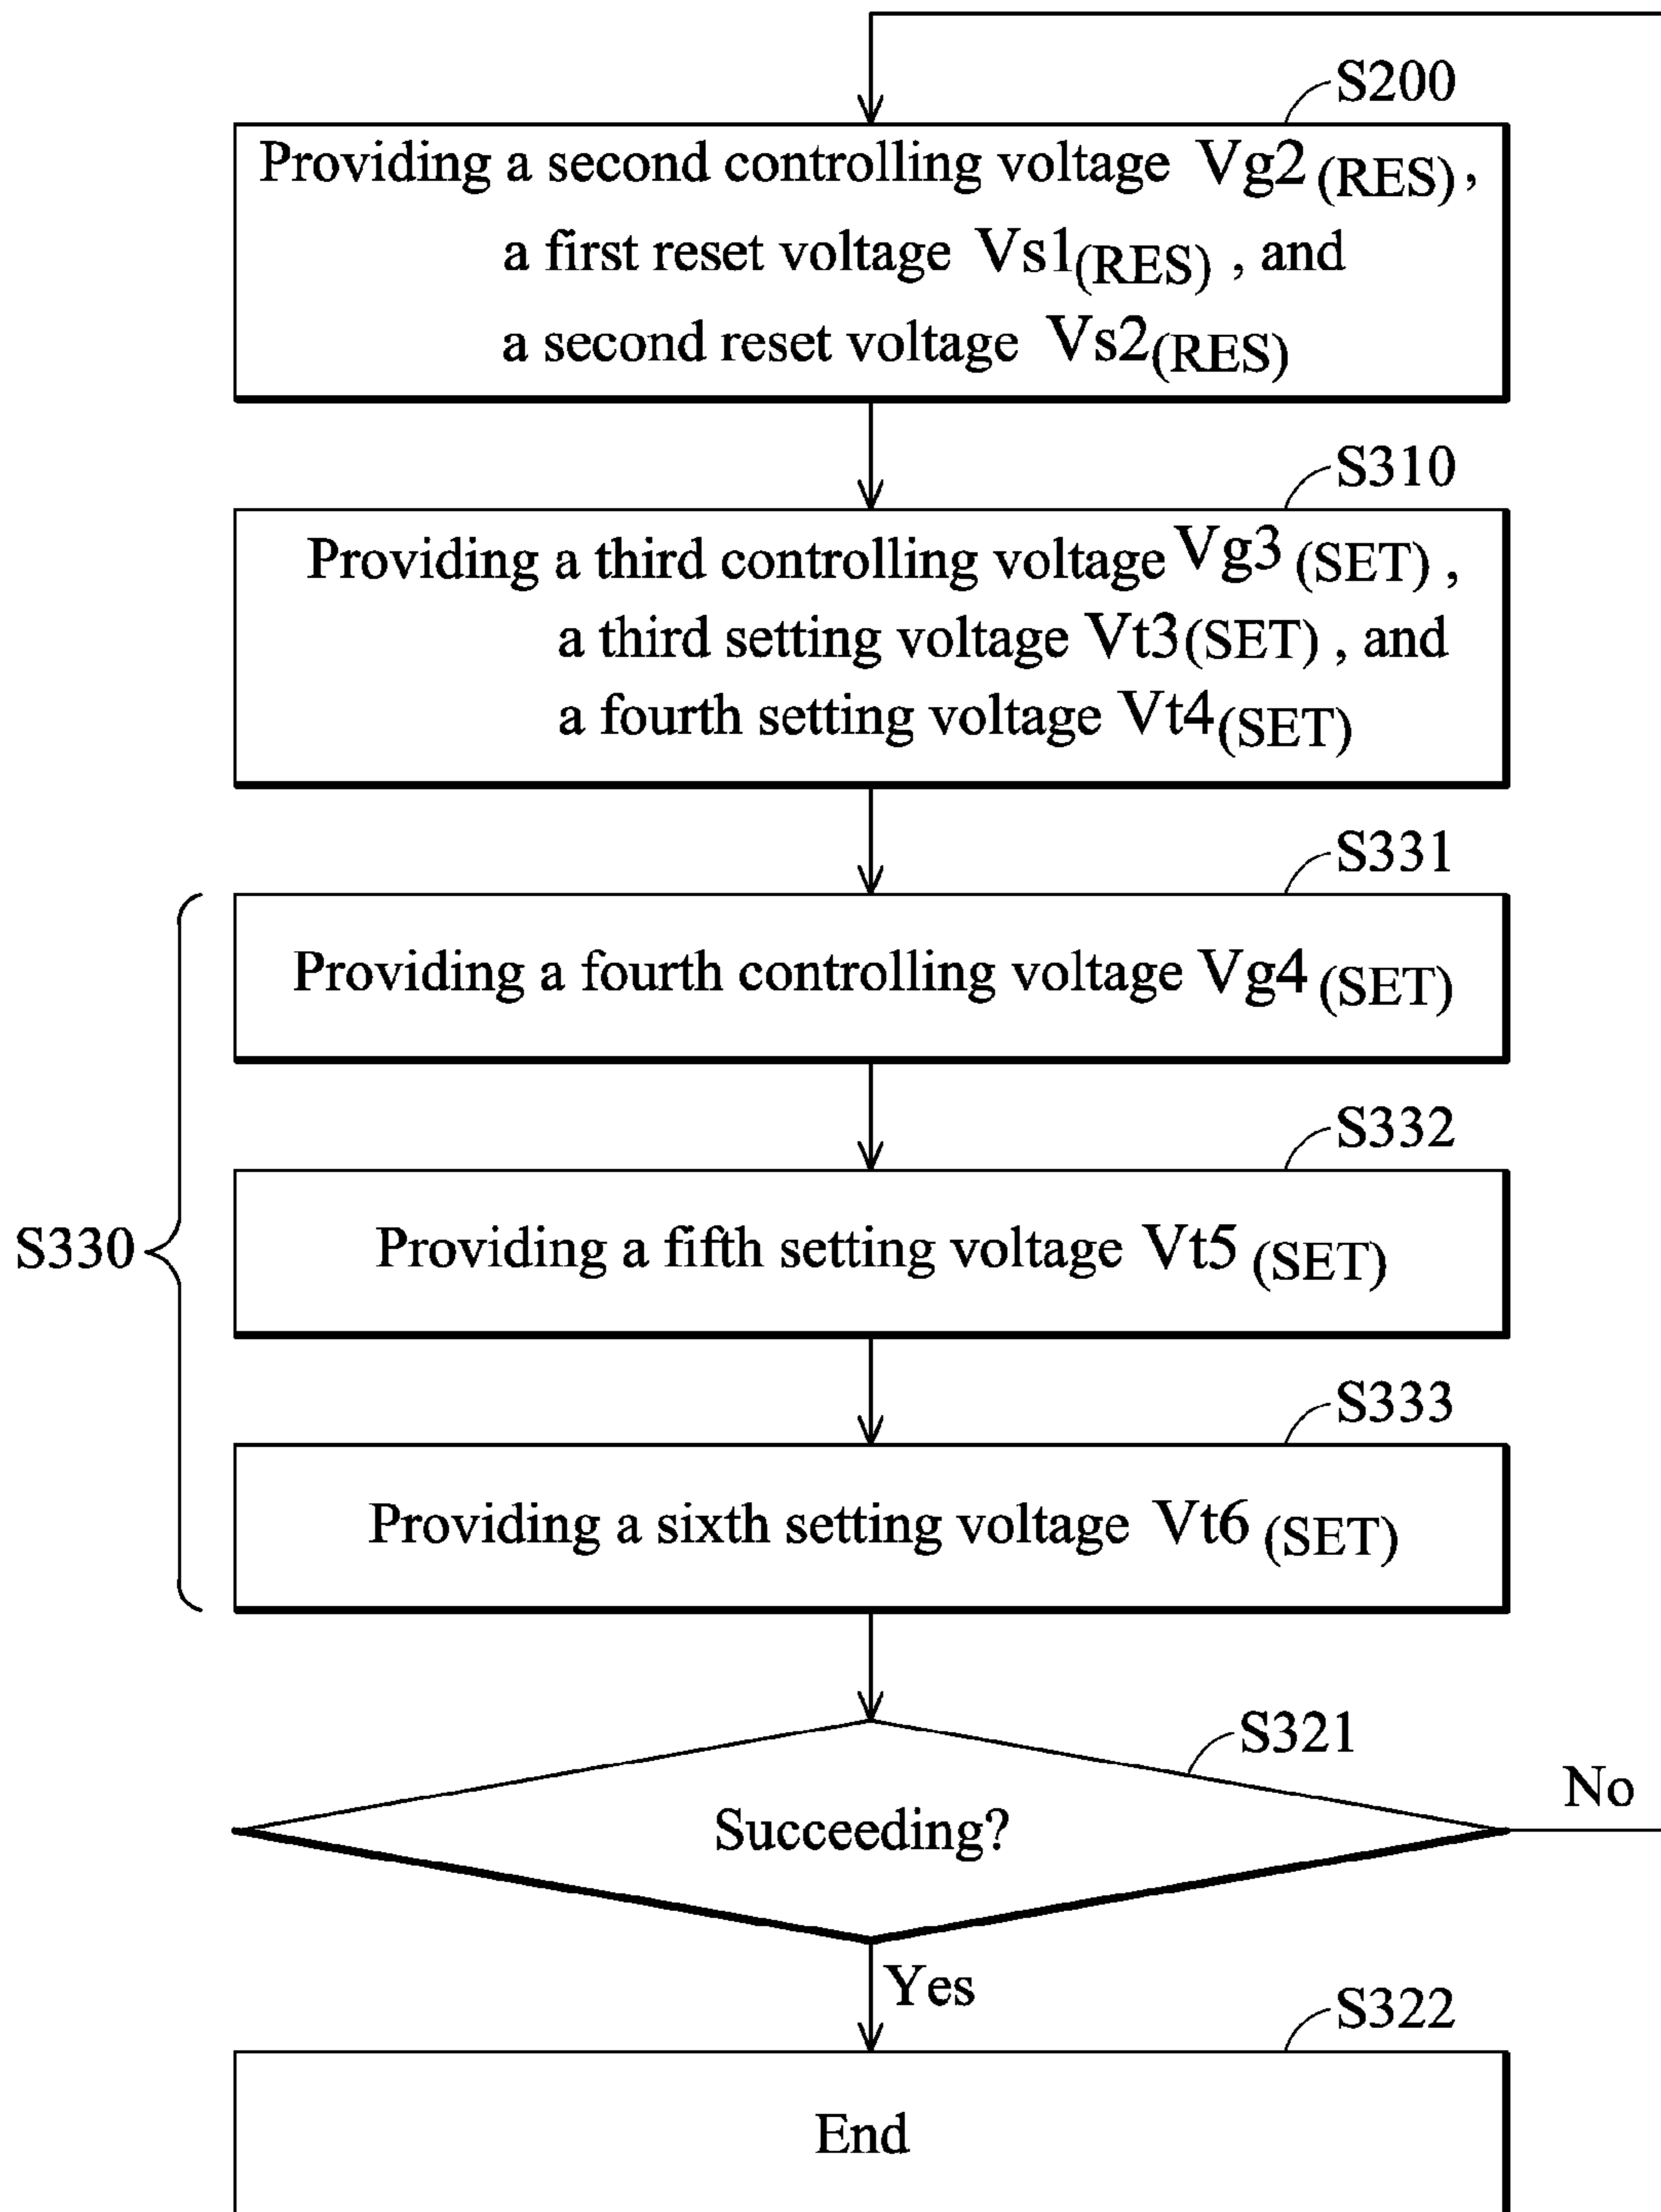 S200
Providing a second controlling voltage Vg2(RES),
a first reset voltage Vs1(RES), and
a second reset voltage Vs2(RES)
S310
Providing a third controlling voltage Vg3(SET),
a third setting voltage Vt3(SET), and
a fourth setting voltage Vt4(SET)
S331
Providing a fourth controlling voltage Vg4(SET)
S332
S330
Providing a fifth setting voltage Vt5(SET)
S333
Providing a sixth setting voltage Vt6(SET)
S321
No
Succeeding?
Yes
S322
End